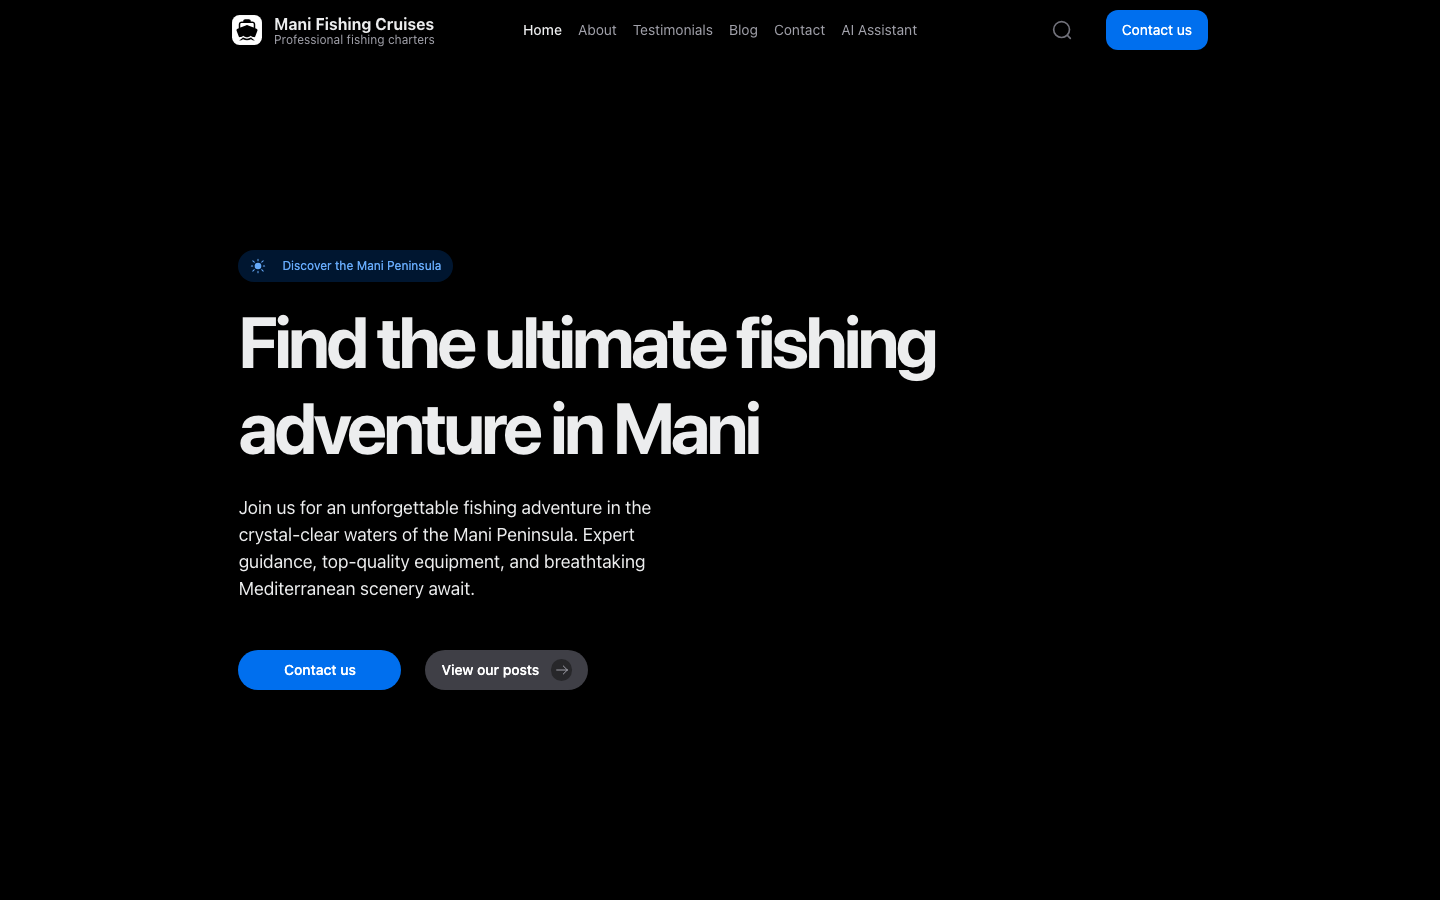 Mani Fishing Cruises
Professional fishing charters
Home
About
Testimonials
Blog
Contact
AI Assistant
Contact us
Discover the Mani Peninsula
Find the ultimate fishing
adventure in Mani
Join us for an unforgettable fishing adventure in the
crystal-clear waters of the Mani Peninsula. Expert
guidance, top-quality equipment, and breathtaking
Mediterranean scenery await.
Contact us
View our posts